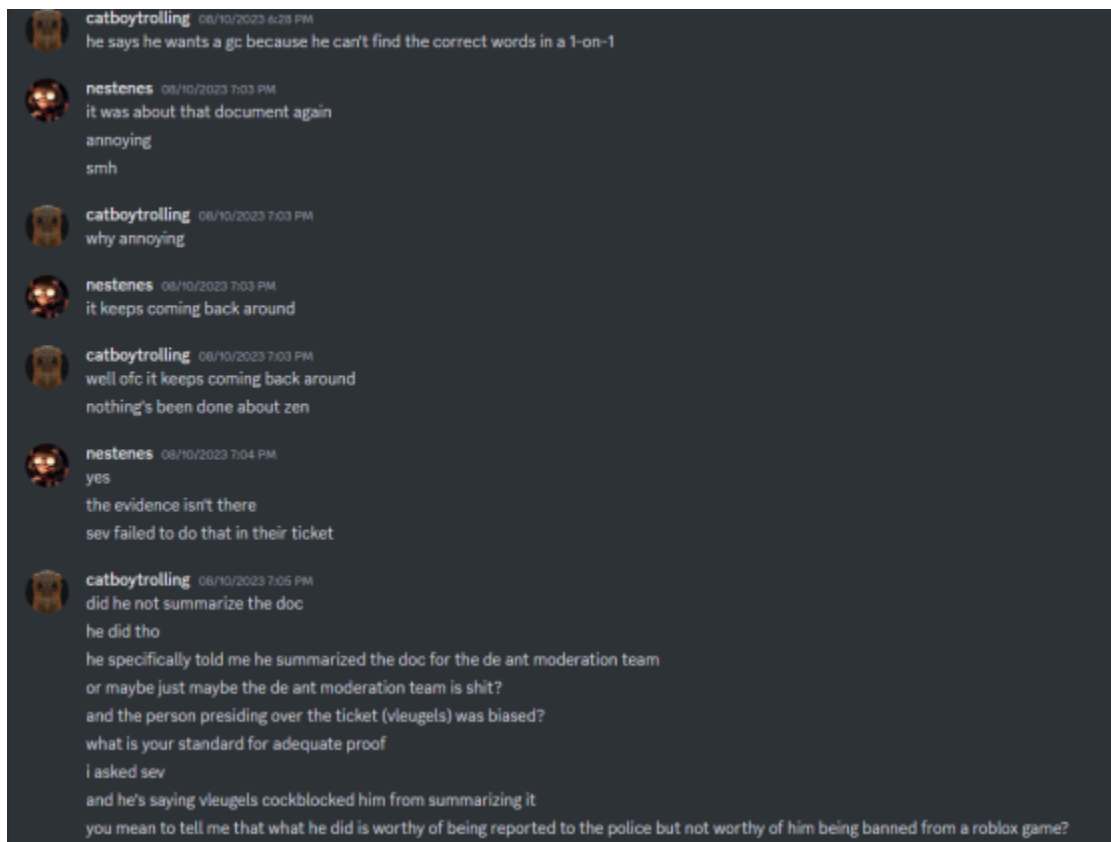 catboytrolling 08/10/2023 6:28 PM
he says he wants a gc because he can't find the correct words in a 1-on-1
nestenes 08/10/2023 7:03 PM
it was about that document again
annoying
smh
catboytrolling 08/10/2023 7:03 PM
why annoying
nestenes 08/10/2023 7:03 PM
it keeps coming back around
catboytrolling 08/10/2023 7:03 PM
well ofc it keeps coming back around
nothing's been done about zen
nestenes 08/10/2023 7:04 PM
yes
the evidence isn't there
sev failed to do that in their ticket
catboytrolling 08/10/2023 7:05 PM
did he not summarize the doc
he did tho
he specifically told me he summarized the doc for the de ant moderation team
or maybe just maybe the de ant moderation team is shit?
and the person presiding over the ticket (vleugels) was biased?
what is your standard for adequate proof
i asked sev
and he's saying vleugels cockblocked him from summarizing it
you mean to tell me that what he did is worthy of being reported to the police but not worthy of him being banned from a roblox game?